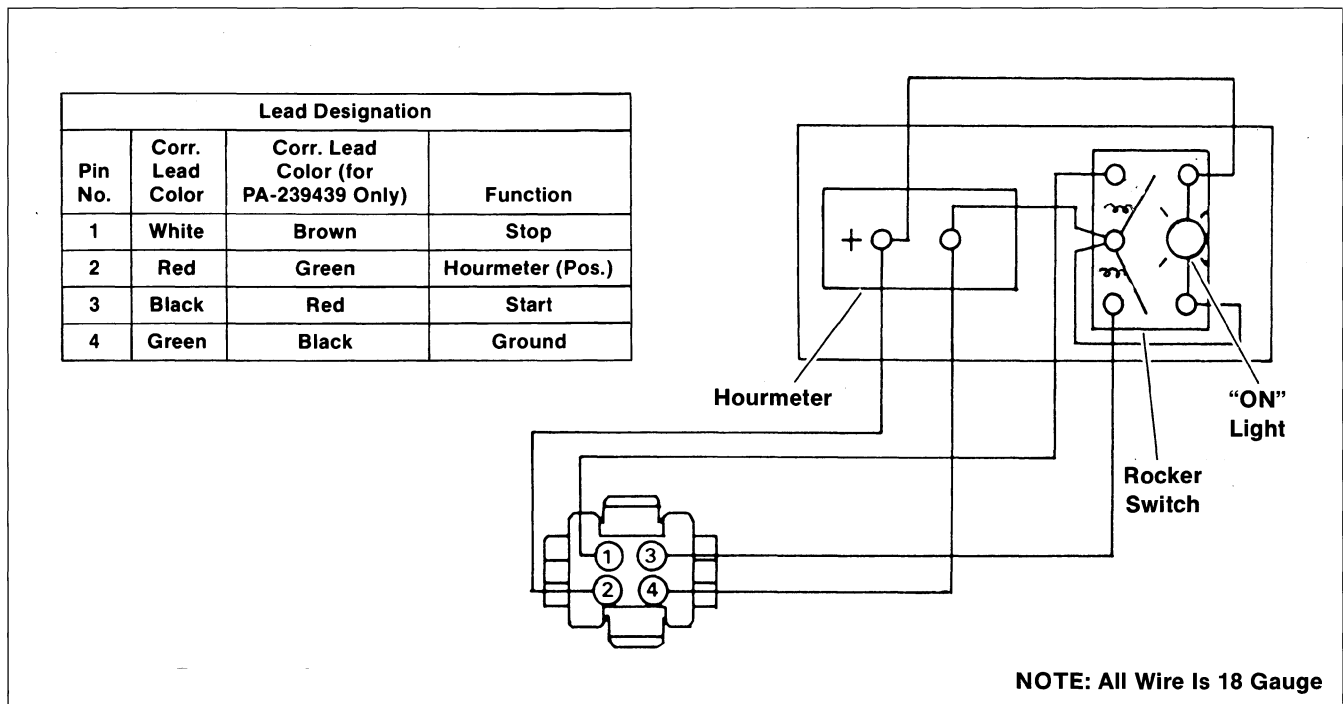 Lead Designation
Pin No.
Corr. Lead Color
Corr. Lead Color (for PA-239439 Only)
Function
1 White Brown Stop
2 Red Green Hourmeter (Pos.)
3 Black Red Start
4 Green Black Ground
+
Hourmeter
"ON" Light
Rocker Switch
1 3
2 4
NOTE: All Wire Is 18 Gauge